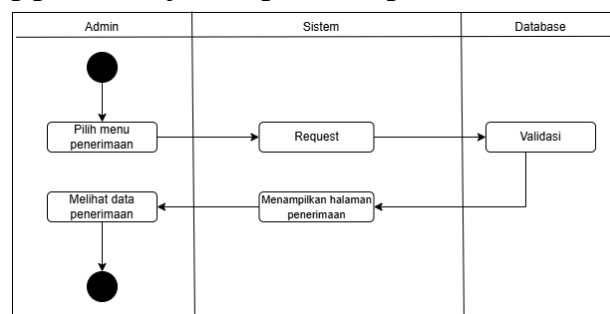 Admin
Sistem
Database
Pilih menu
penerimaan
Request
Validasi
Melihat data
penerimaan
Menampilkan halaman
penerimaan